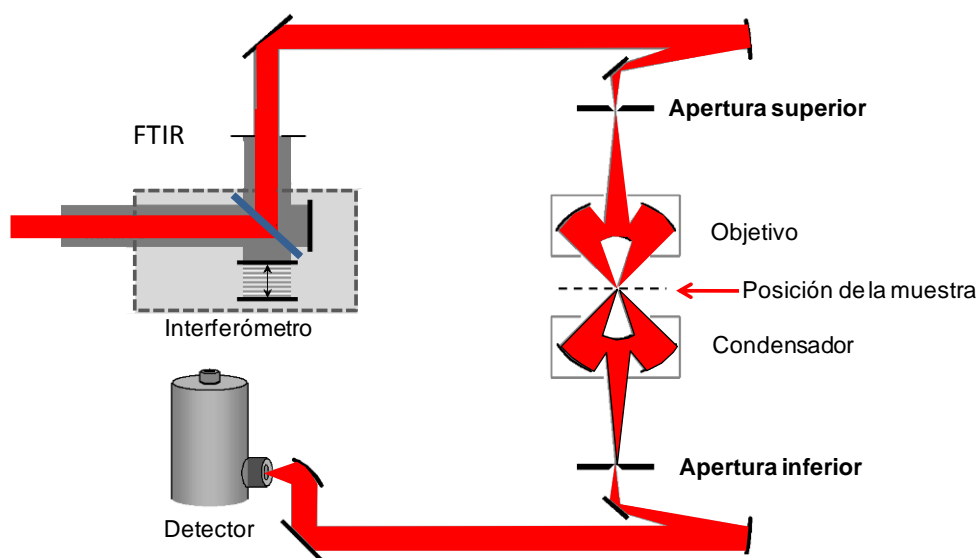 Apertura superior
FTIR
Objetivo
Posición de la muestra
Interferómetro
Condensador
Apertura inferior
Detector